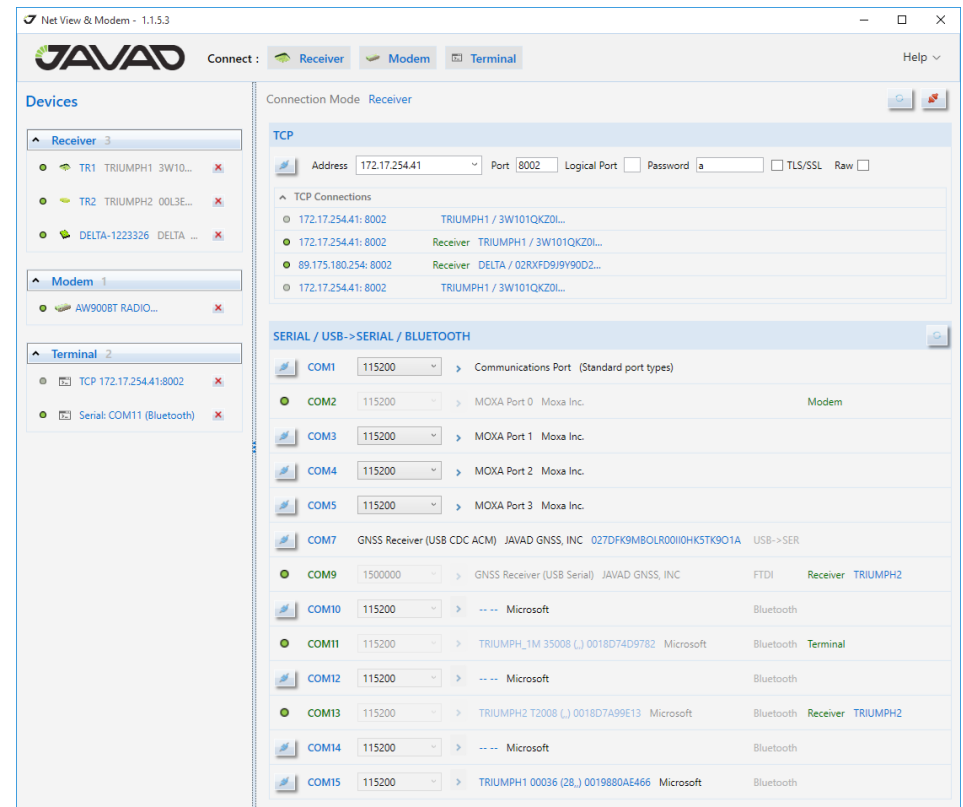 Net View & Modem - 1.1.5.3
JAVAD Connect : Receiver Modem Terminal Help
Devices
Receiver 3
TR1 TRIUMPH1 3W10...
TR2 TRIUMPH2 00L3E...
DELTA-1223326 DELTA ...
Modem 1
AW900BT RADIO...
Terminal 2
TCP 172.17.254.41:8002
Serial: COM11 (Bluetooth)
Connection Mode Receiver
TCP
Address 172.17.254.41 Port 8002 Logical Port Password a TLS/SSL Raw
TCP Connections
172.17.254.41: 8002 TRIUMPH1 / 3W101QKZ0I...
172.17.254.41: 8002 Receiver TRIUMPH1 / 3W101QKZ0I...
89.175.180.254: 8002 Receiver DELTA / 02RXFD9J9Y90D2...
172.17.254.41: 8002 TRIUMPH1 / 3W101QKZ0I...
SERIAL / USB->SERIAL / BLUETOOTH
COM1 115200 Communications Port (Standard port types)
COM2 115200 MOXA Port 0 Moxa Inc. Modem
COM3 115200 MOXA Port 1 Moxa Inc.
COM4 115200 MOXA Port 2 Moxa Inc.
COM5 115200 MOXA Port 3 Moxa Inc.
COM7 GNSS Receiver (USB CDC ACM) JAVAD GNSS, INC 027DFK9MBOLR00II0HK5TK9O1A USB->SER
COM9 1500000 GNSS Receiver (USB Serial) JAVAD GNSS, INC FTDI Receiver TRIUMPH2
COM10 115200 -- -- Microsoft Bluetooth
COM11 115200 TRIUMPH_1M 35008 (,,) 0018D74D9782 Microsoft Bluetooth Terminal
COM12 115200 -- -- Microsoft Bluetooth
COM13 115200 TRIUMPH2 T2008 (,,) 0018D7A99E13 Microsoft Bluetooth Receiver TRIUMPH2
COM14 115200 -- -- Microsoft Bluetooth
COM15 115200 TRIUMPH1 00036 (28,,) 0019880AE466 Microsoft Bluetooth